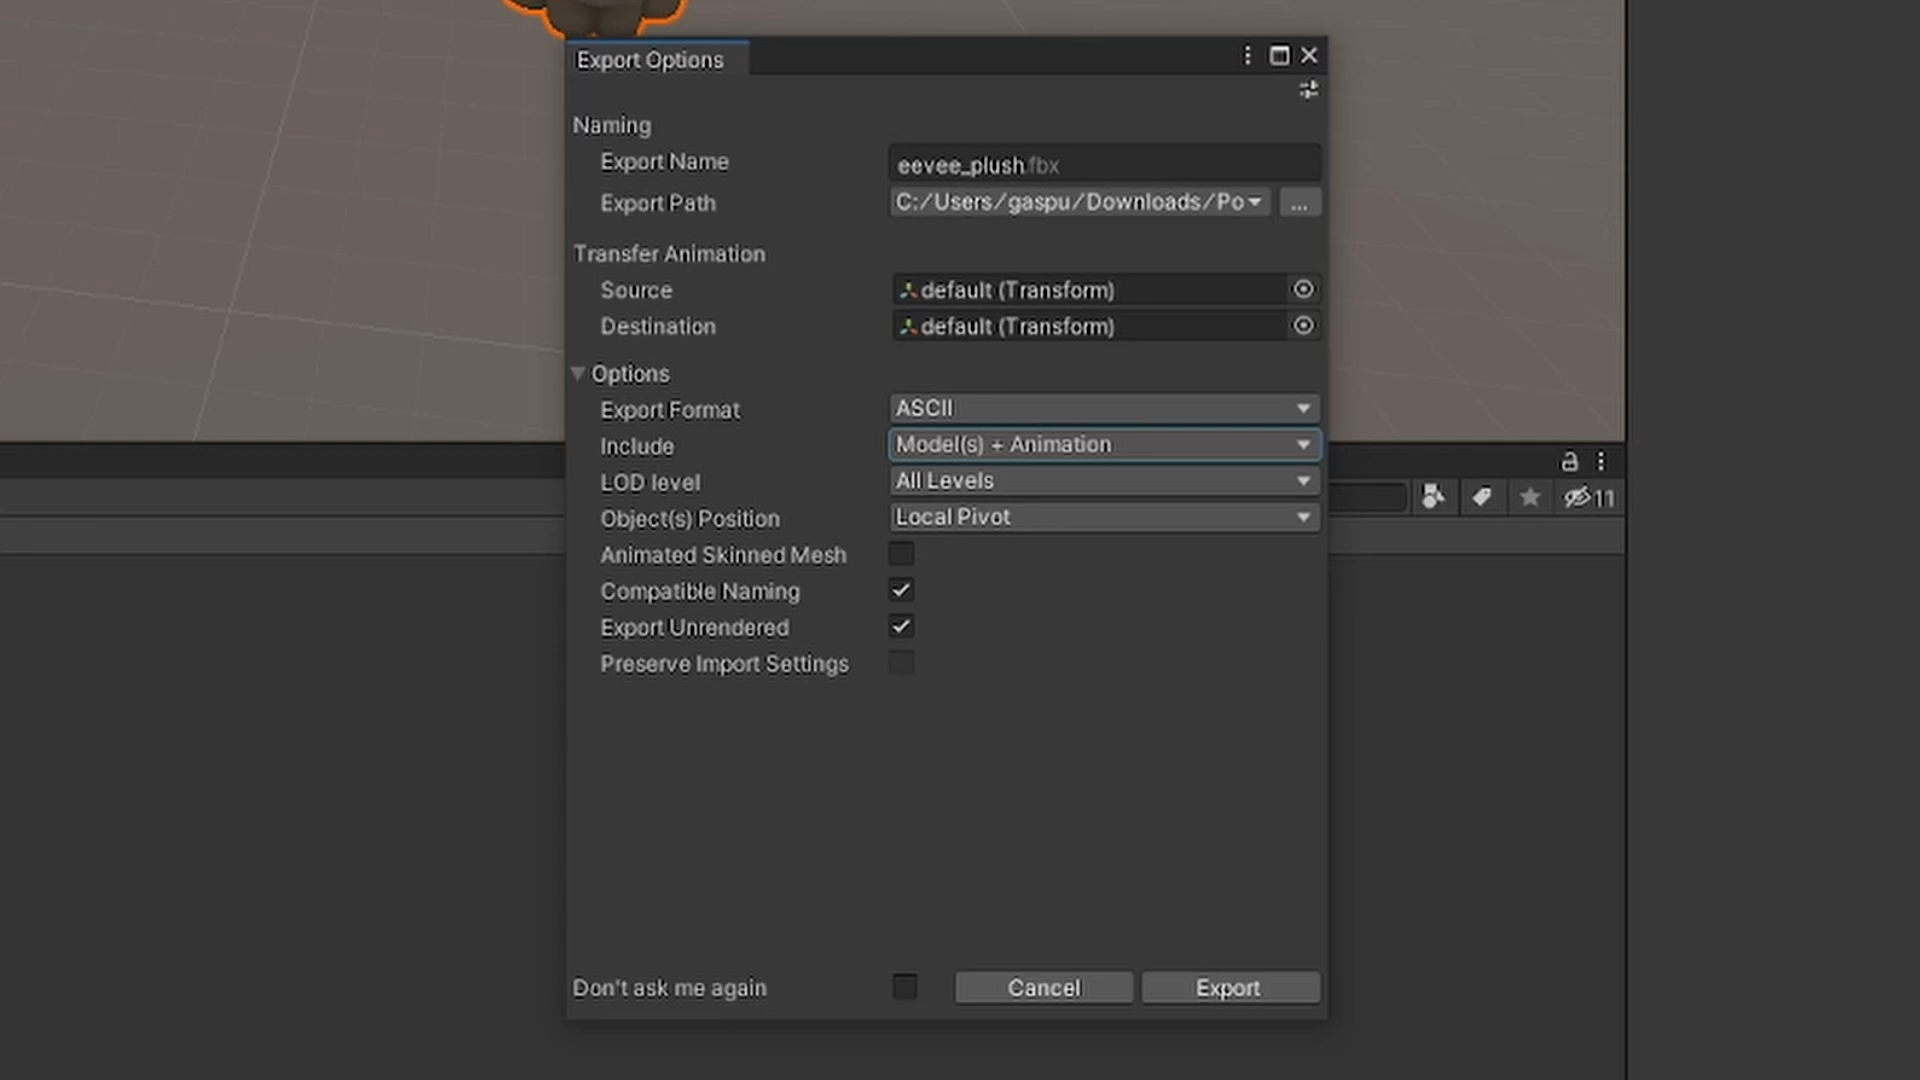 Export Options
Naming
Export Name eevee_plush.fbx
Export Path C:/Users/gaspu/Downloads/Po ...
Transfer Animation
Source default (Transform)
Destination default (Transform)
Options
Export Format ASCII
Include Model(s) + Animation
LOD level All Levels
Object(s) Position Local Pivot
Animated Skinned Mesh
Compatible Naming
Export Unrendered
Preserve Import Settings
11
Don't ask me again Cancel Export